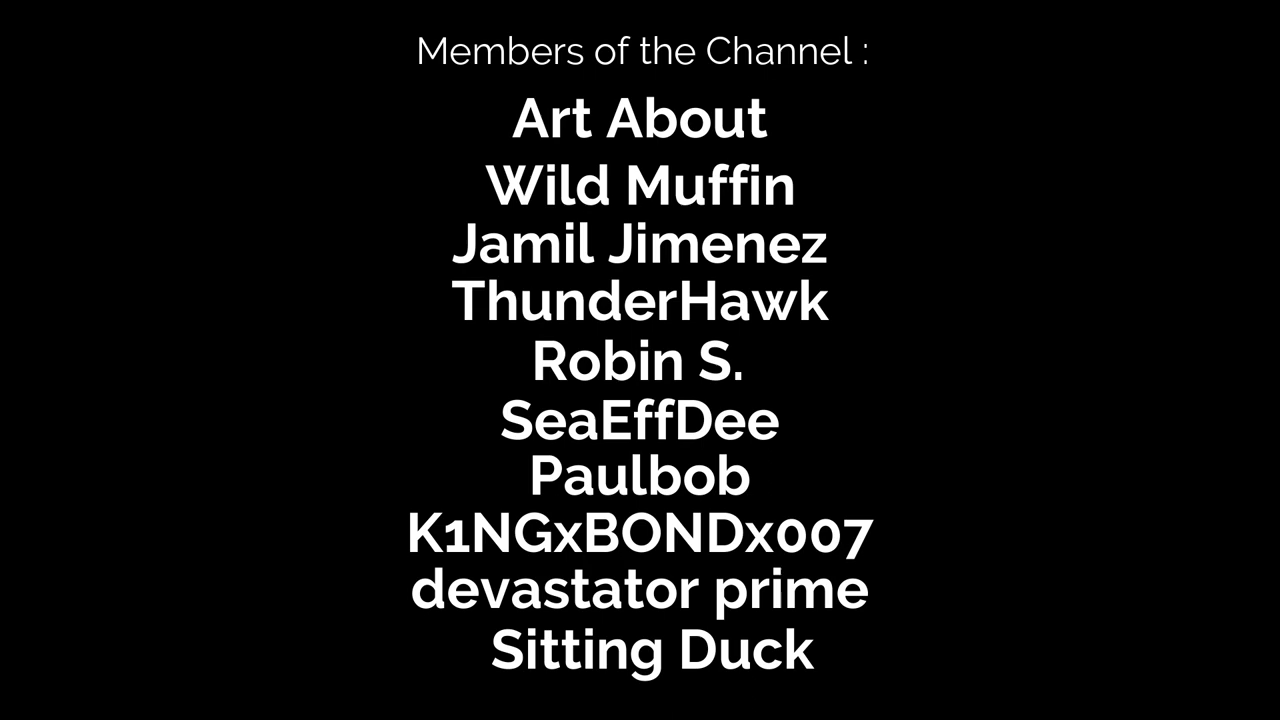 Members of the Channel :
Art About
Wild Muffin
Jamil Jimenez
ThunderHawk
Robin S.
SeaEffDee
Paulbob
K1NGxBONDx007
devastator prime
Sitting Duck